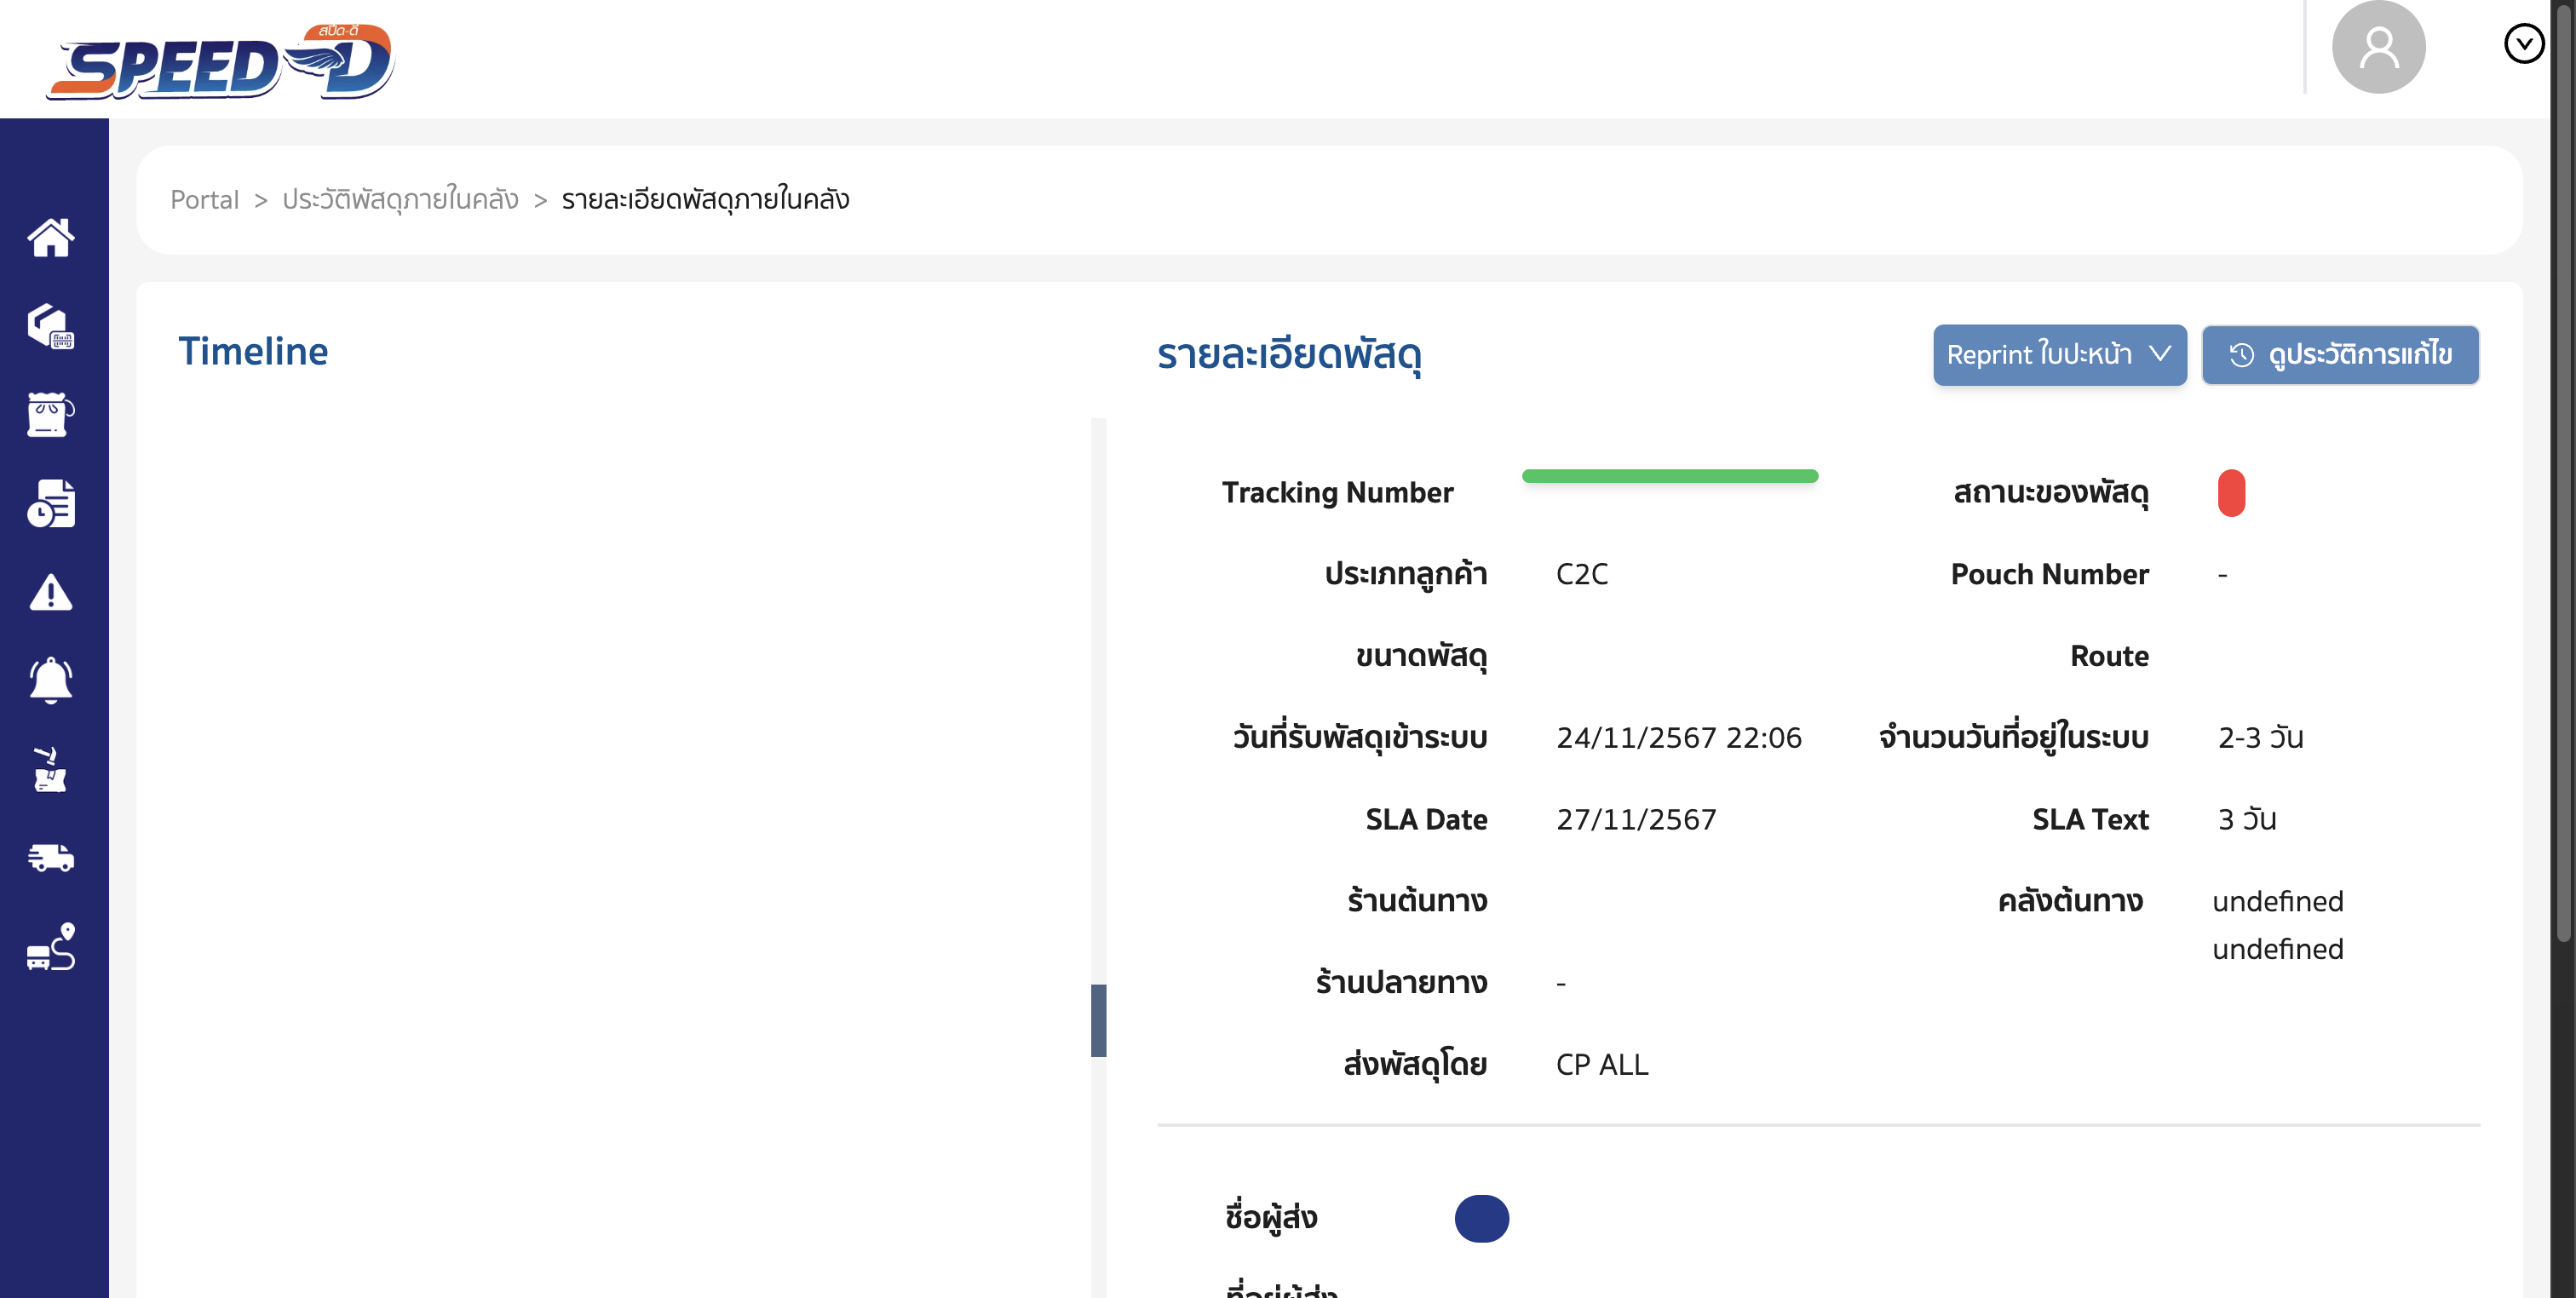 สปีด-ดี
SPEED-D
Portal > ประวัติพัสดุภายในคลัง > รายละเอียดพัสดุภายในคลัง
Timeline
รายละเอียดพัสดุ
Reprint ใบปะหน้า
ดูประวัติการแก้ไข
Tracking Number
สถานะของพัสดุ
ประเภทลูกค้า C2C
Pouch Number -
ขนาดพัสดุ
Route
วันที่รับพัสดุเข้าระบบ 24/11/2567 22:06
จำนวนวันที่อยู่ในระบบ 2-3 วัน
SLA Date 27/11/2567
SLA Text 3 วัน
ร้านต้นทาง
คลังต้นทาง undefined
undefined
ร้านปลายทาง -
ส่งพัสดุโดย CP ALL
ชื่อผู้ส่ง
ที่อยู่ผู้ส่ง